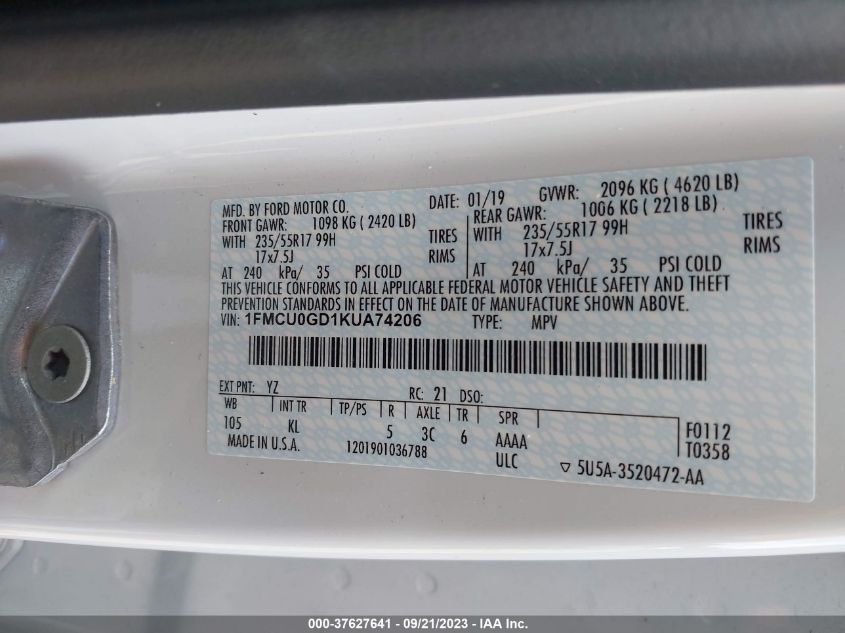 MFD. BY FORD MOTOR CO. DATE: 01/19 GVWR: 2096 KG ( 4620 LB)
FRONT GAWR: 1098 KG ( 2420 LB) REAR GAWR: 1006 KG ( 2218 LB)
WITH 235/55R17 99H TIRES WITH 235/55R17 99H TIRES
17x7.5J RIMS 17x7.5J RIMS
AT 240 kPa/ 35 PSI COLD AT 240 kPa/ 35 PSI COLD
THIS VEHICLE CONFORMS TO ALL APPLICABLE FEDERAL MOTOR VEHICLE SAFETY AND THEFT
PREVENTION STANDARDS IN EFFECT ON THE DATE OF MANUFACTURE SHOWN ABOVE.
VIN: 1FMCU0GD1KUA74206 TYPE: MPV
EXT PNT: YZ RC: 21 DSO:
WB INT TR TP/PS R AXLE TR SPR
105 KL 5 3C 6 AAAA F0112
MADE IN U.S.A. 1201901036788 ULC T0358
▽ 5U5A-3520472-AA
000-37627641 - 09/21/2023 - IAA Inc.